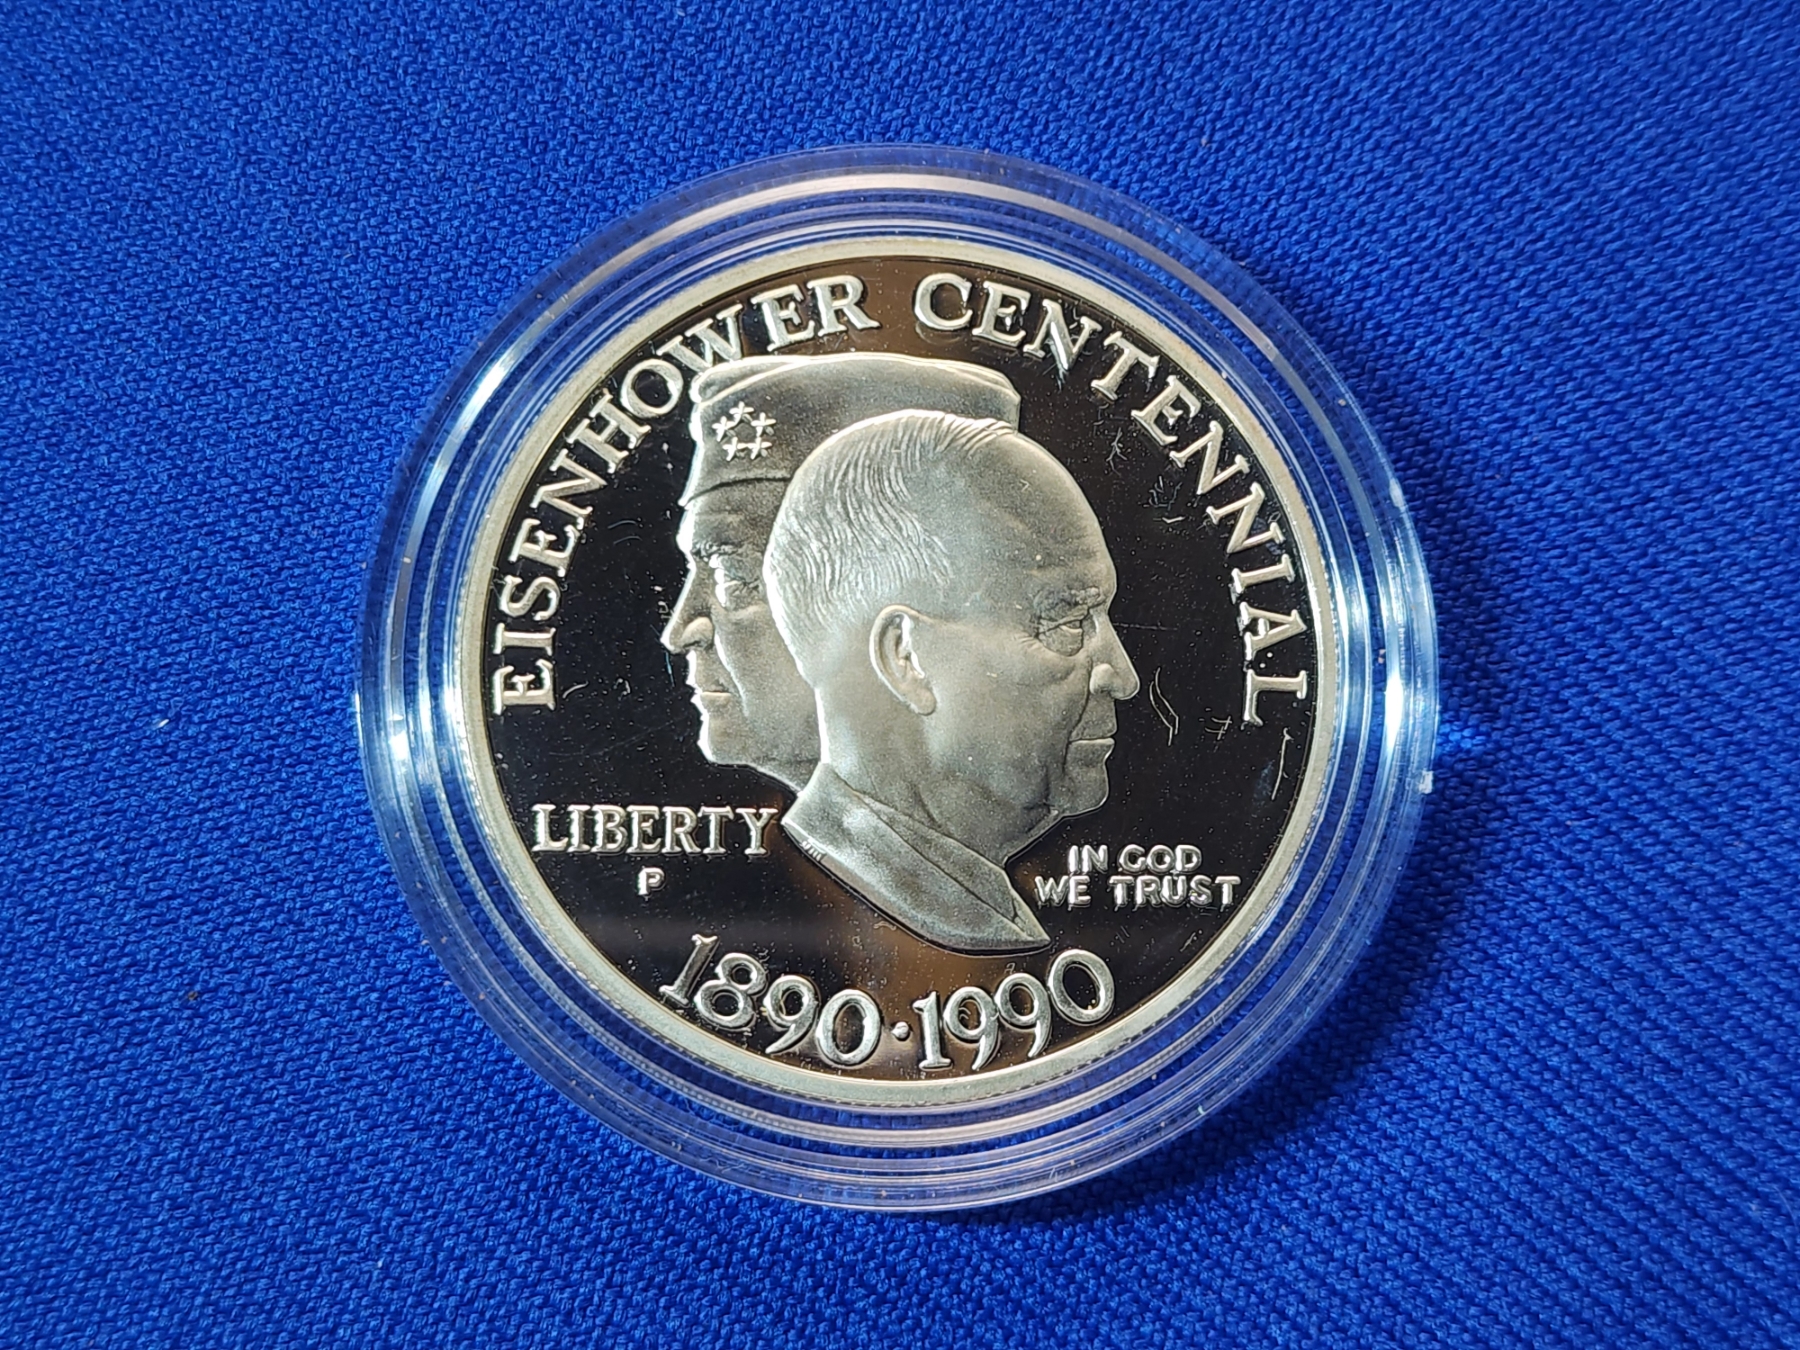 EISENHOWER CENTENNIAL
LIBERTY
P
IN GOD
WE TRUST
1890·1990